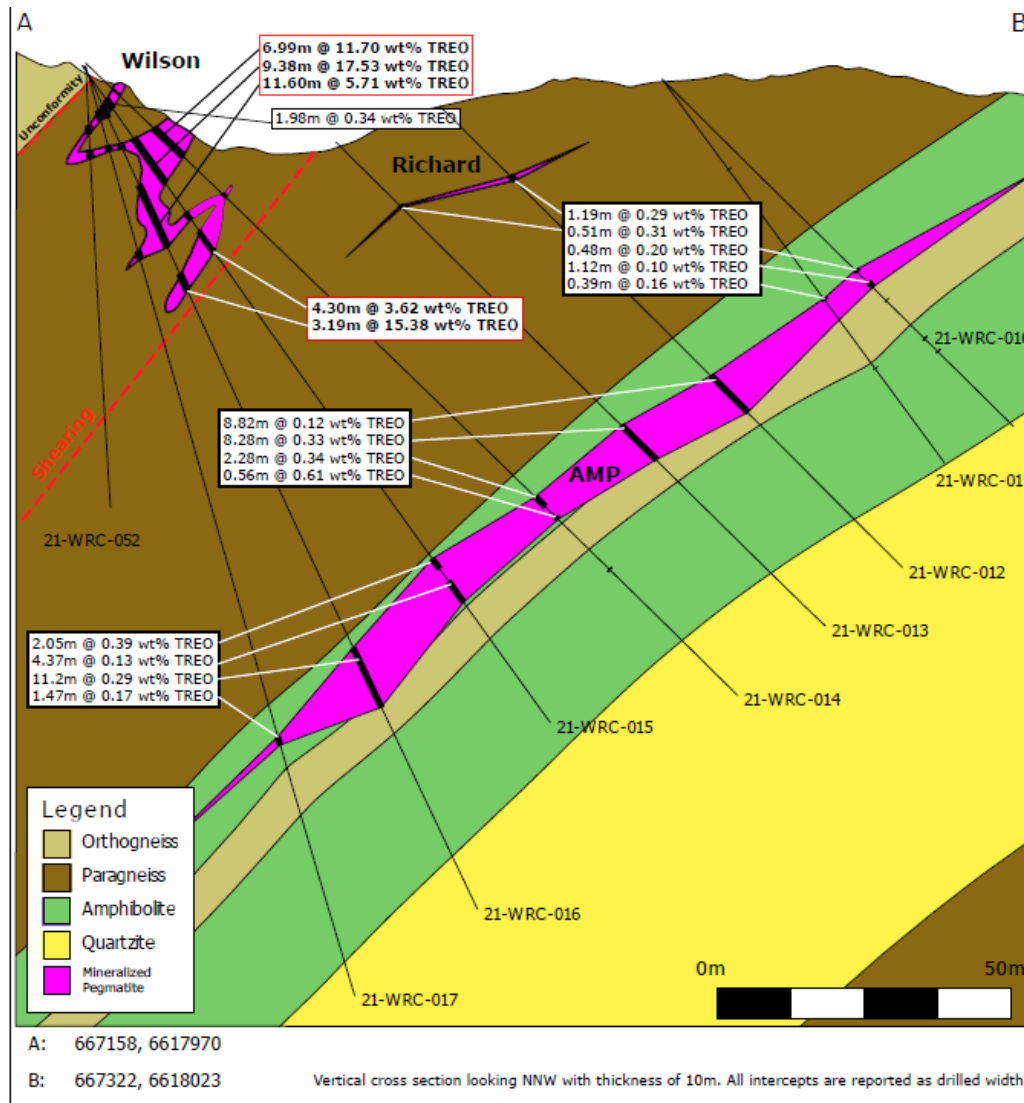 A
B
Wilson
6.99m @ 11.70 wt% TREO
9.38m @ 17.53 wt% TREO
11.60m @ 5.71 wt% TREO
Unconformity
1.98m @ 0.34 wt% TREO
Richard
1.19m @ 0.29 wt% TREO
0.51m @ 0.31 wt% TREO
0.48m @ 0.20 wt% TREO
1.12m @ 0.10 wt% TREO
0.39m @ 0.16 wt% TREO
4.30m @ 3.62 wt% TREO
3.19m @ 15.38 wt% TREO
21-WRC-010
Shearing
8.82m @ 0.12 wt% TREO
8.28m @ 0.33 wt% TREO
2.28m @ 0.34 wt% TREO
0.56m @ 0.61 wt% TREO
AMP
21-WRC-01
21-WRC-052
21-WRC-012
21-WRC-013
2.05m @ 0.39 wt% TREO
4.37m @ 0.13 wt% TREO
11.2m @ 0.29 wt% TREO
1.47m @ 0.17 wt% TREO
21-WRC-014
21-WRC-015
Legend
Orthogneiss
Paragneiss
Amphibolite
Quartzite
Mineralized
Pegmatite
21-WRC-016
21-WRC-017
0m
50m
A: 667158, 6617970
B: 667322, 6618023
Vertical cross section looking NNW with thickness of 10m. All intercepts are reported as drilled width